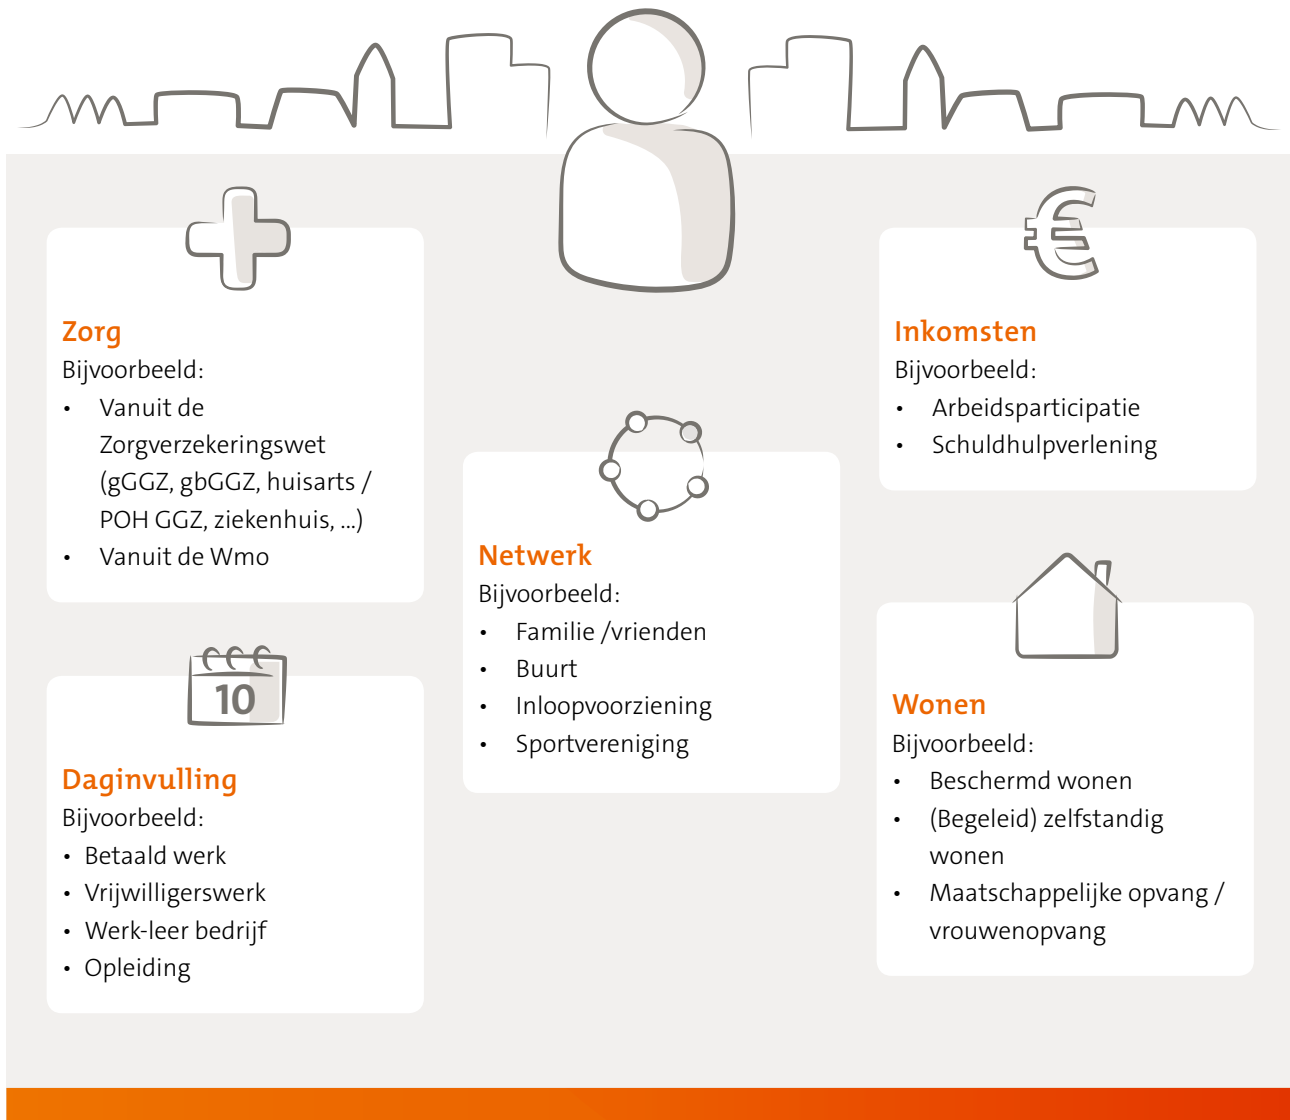 Zorg
Bijvoorbeeld:
• Vanuit de
Zorgverzekeringswet
(gGGZ, gbGGZ, huisarts /
POH GGZ, ziekenhuis, ...)
• Vanuit de Wmo
10
Daginvulling
Bijvoorbeeld:
• Betaald werk
• Vrijwilligerswerk
• Werk-leer bedrijf
• Opleiding
Netwerk
Bijvoorbeeld:
• Familie /vrienden
• Buurt
• Inloopvoorziening
• Sportvereniging
€
Inkomsten
Bijvoorbeeld:
• Arbeidsparticipatie
• Schuldhulpverlening
Wonen
Bijvoorbeeld:
• Beschermd wonen
• (Begeleid) zelfstandig
wonen
• Maatschappelijke opvang /
vrouwenopvang